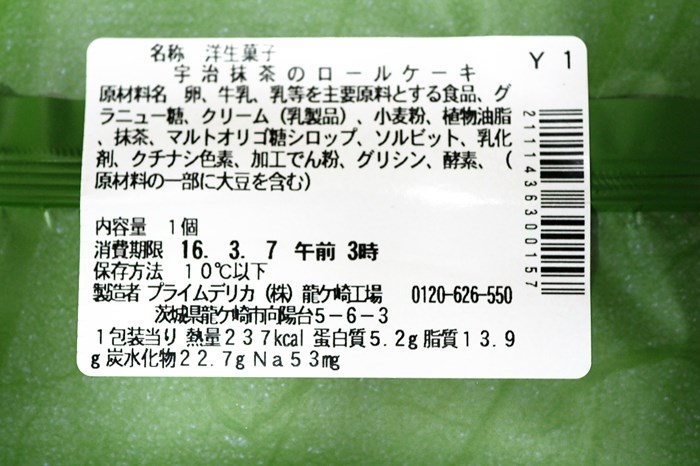 名称 洋生菓子
宇治抹茶のロールケーキ
Y 1
原材料名 卵、牛乳、乳等を主要原料とする食品、グ
ラニュー糖、クリーム（乳製品）、小麦粉、植物油脂
、抹茶、マルトオリゴ糖シロップ、ソルビット、乳化
剤、クチナシ色素、加工でん粉、グリシン、酵素、（
原材料の一部に大豆を含む）
内容量 1個
消費期限 16. 3. 7 午前 3時
保存方法 10℃以下
製造者 プライムデリカ（株）龍ケ崎工場 0120-626-550
茨城県龍ケ崎市向陽台5－6－3
1包装当り 熱量237kcal 蛋白質5.2g 脂質13.9
g 炭水化物22.7g Na53mg
2111436300157